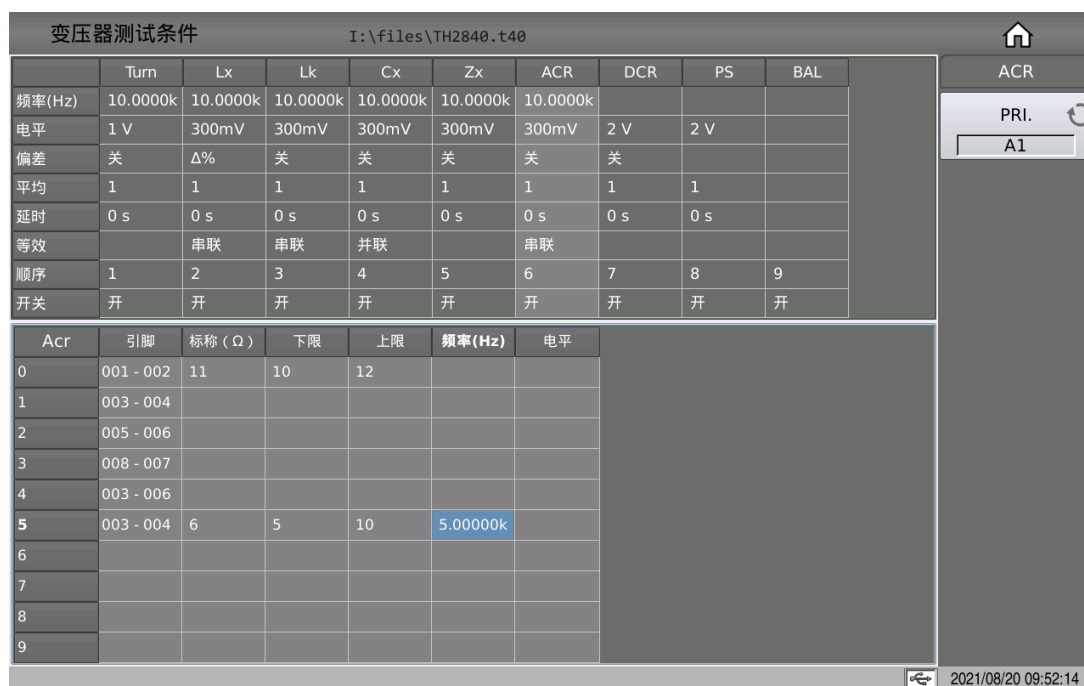 变压器测试条件 I:\files\TH2840.t40
Turn Lx Lk Cx Zx ACR DCR PS BAL
频率(Hz) 10.0000k 10.0000k 10.0000k 10.0000k 10.0000k 10.0000k
电平 1 V 300mV 300mV 300mV 300mV 300mV 2 V 2 V
偏差 关 Δ% 关 关 关 关 关
平均 1 1 1 1 1 1 1 1
延时 0 s 0 s 0 s 0 s 0 s 0 s 0 s 0 s
等效 串联 串联 并联 串联
顺序 1 2 3 4 5 6 7 8 9
开关 开 开 开 开 开 开 开 开 开
Acr 引脚 标称（Ω） 下限 上限 频率(Hz) 电平
0 001 - 002 11 10 12
1 003 - 004
2 005 - 006
3 008 - 007
4 003 - 006
5 003 - 004 6 5 10 5.00000k
6
7
8
9
ACR
PRI.
A1
2021/08/20 09:52:14